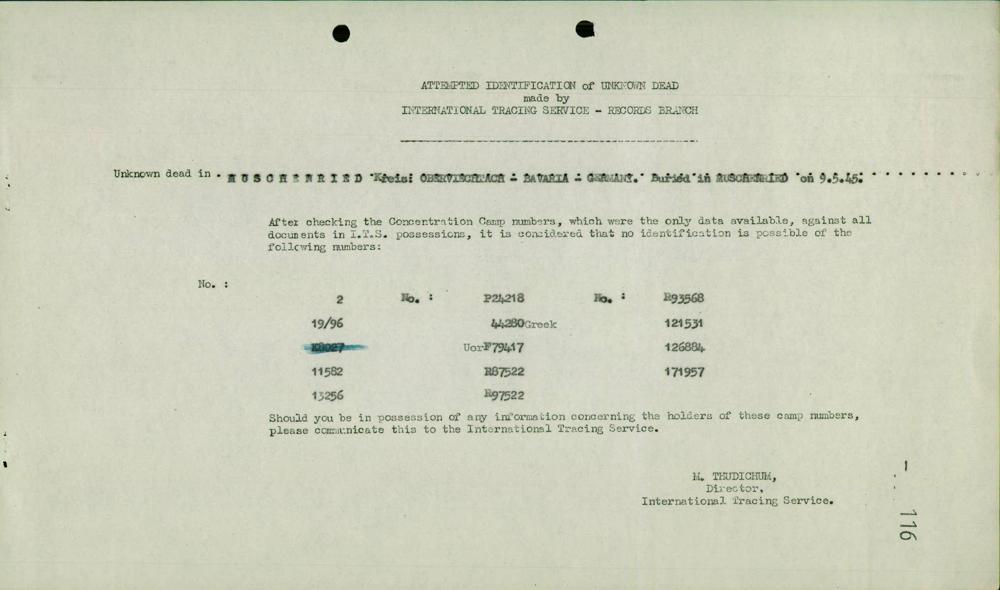 ATTEMPTED IDENTIFICATION of UNKNOWN DEAD
made by
INTERNATIONAL TRACING SERVICE - RECORDS BRANCH
Unknown dead in . MUSCHENRIED Kreis: OBERVIECHTACH - BAVARIA - GERMANY. Buried in MUSCHENRIED on 9.5.45.
After checking the Concentration Camp numbers, which were the only data available, against all
documents in I.T.S. possessions, it is considered that no identification is possible of the
following numbers:
No. :
2 No. : P24218 No. : R93568
19/96 44280 Greek 121531
K8027 UorF79417 126884
11582 R87522 171957
13256 R97522
Should you be in possession of any information concerning the holders of these camp numbers,
please communicate this to the International Tracing Service.
M. THUDICHUM,
Director,
International Tracing Service.
116